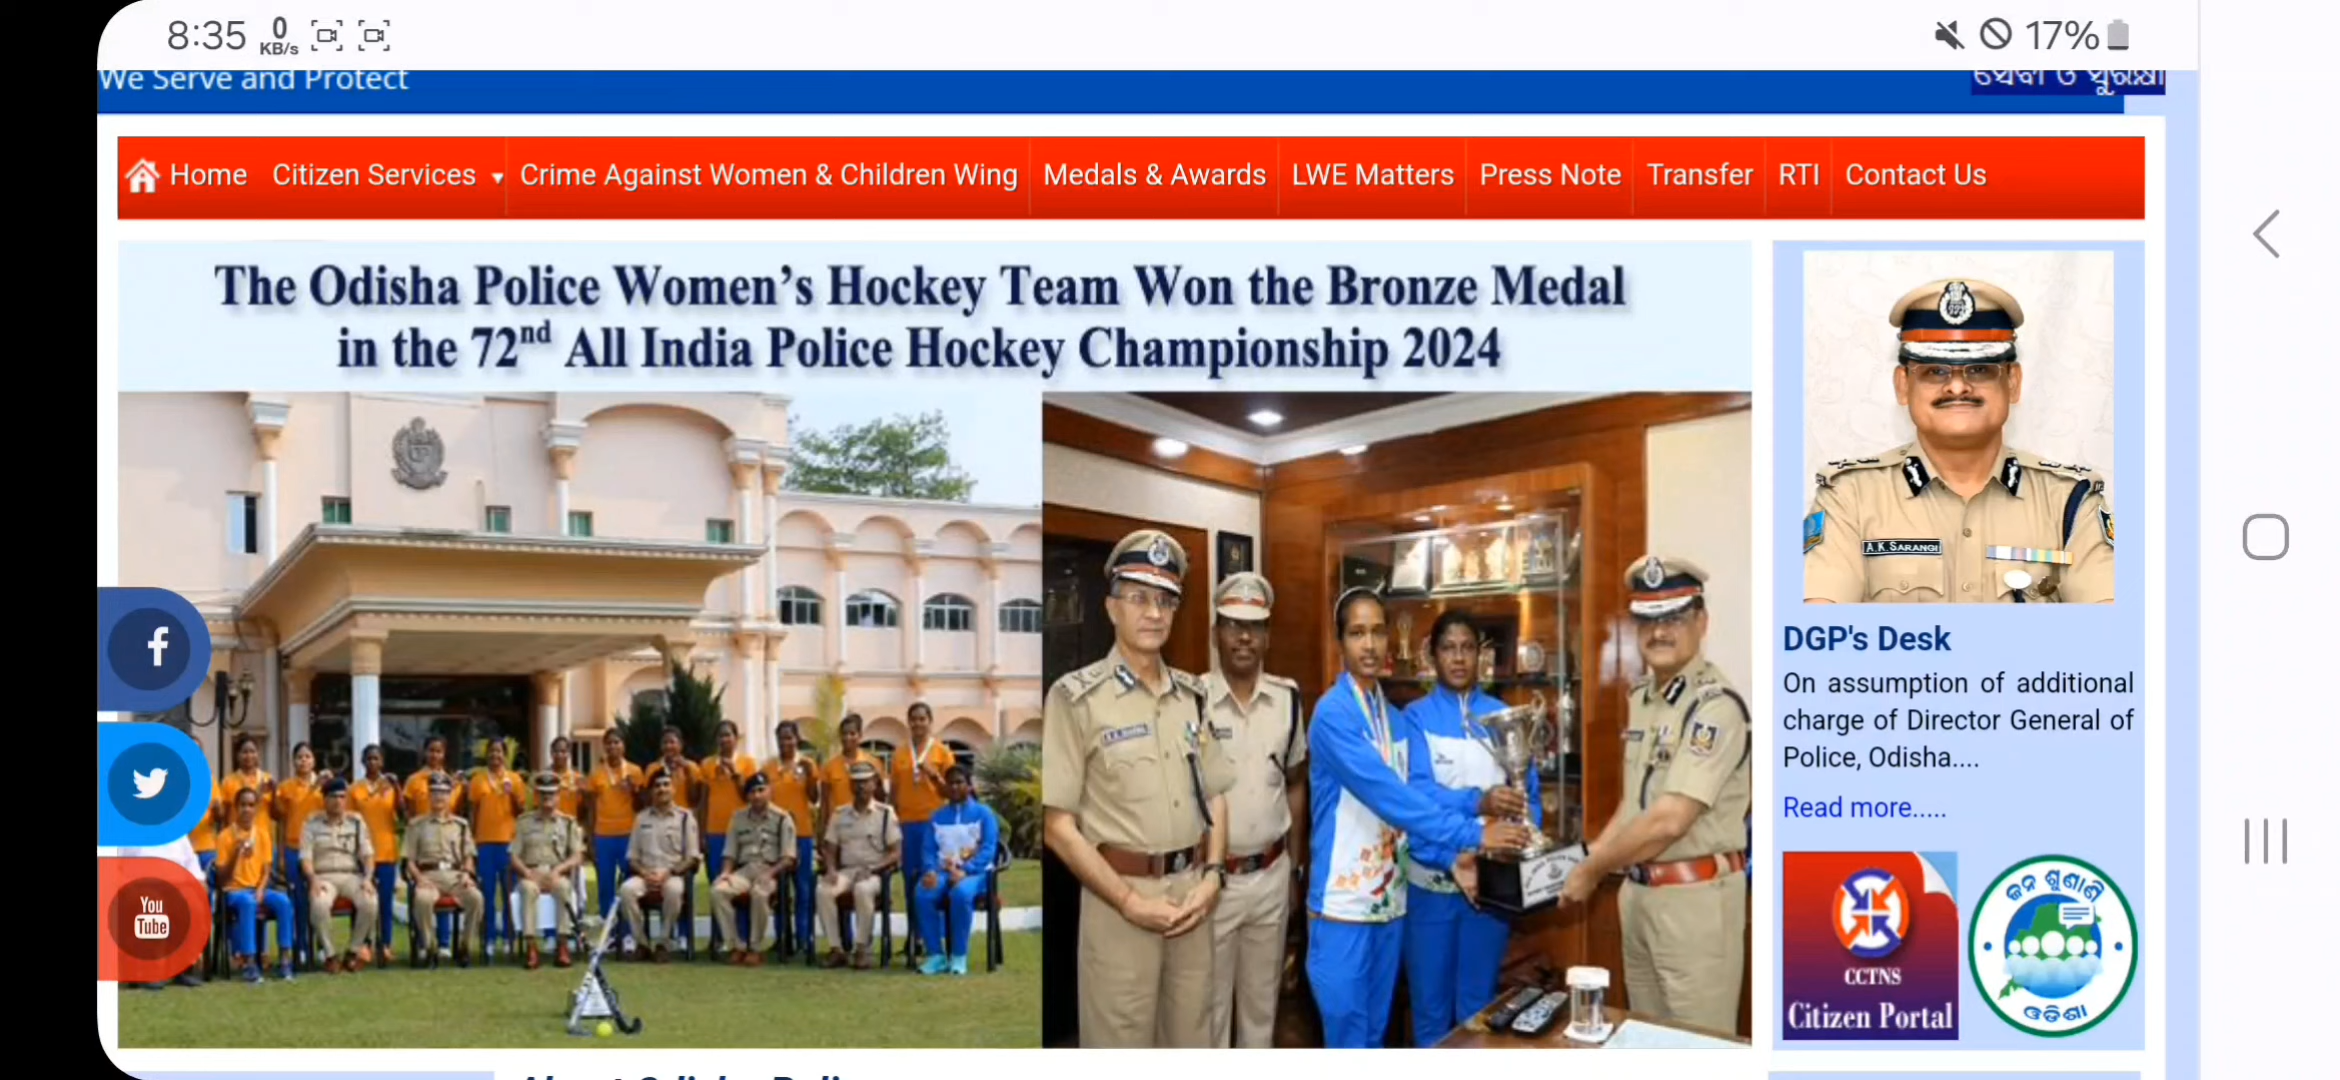 8:35
0
KB/s
17%
We Serve and Protect
ସେବା ଓ ସୁରକ୍ଷା
Home Citizen Services Crime Against Women & Children Wing Medals & Awards LWE Matters Press Note Transfer RTI Contact Us
The Odisha Police Women's Hockey Team Won the Bronze Medal
in the 72nd All India Police Hockey Championship 2024
A.K.SARANGI
DGP's Desk
On assumption of additional
charge of Director General of
Police, Odisha....
Read more.....
f
You
Tube
CCTNS
Citizen Portal
ଜନ ଶୁଣାଣି
ଓଡିଶା